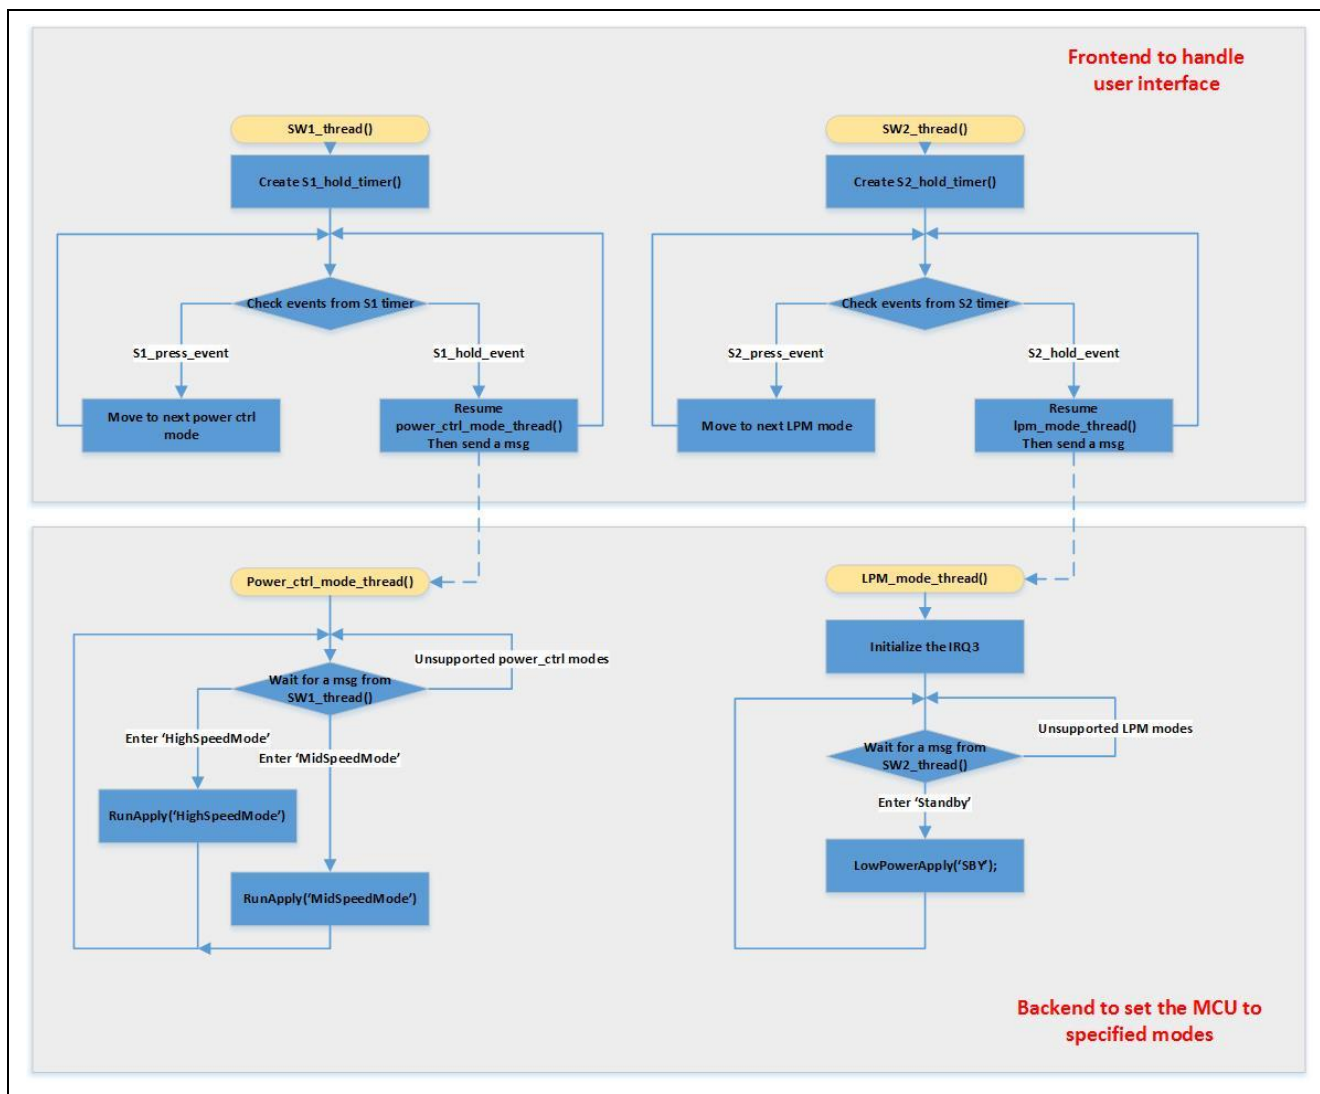 Frontend to handle
user interface
SW1_thread()
Create S1_hold_timer()
Check events from S1 timer
S1_press_event
S1_hold_event
Move to next power ctrl
mode
Resume
power_ctrl_mode_thread()
Then send a msg
SW2_thread()
Create S2_hold_timer()
Check events from S2 timer
S2_press_event
S2_hold_event
Move to next LPM mode
Resume
lpm_mode_thread()
Then send a msg
Power_ctrl_mode_thread()
Unsupported power_ctrl modes
Wait for a msg from
SW1_thread()
Enter ‘HighSpeedMode’
Enter ‘MidSpeedMode’
RunApply(‘HighSpeedMode’)
RunApply(‘MidSpeedMode’)
LPM_mode_thread()
Initialize the IRQ3
Unsupported LPM modes
Wait for a msg from
SW2_thread()
Enter ‘Standby’
LowPowerApply(‘SBY’);
Backend to set the MCU to
specified modes